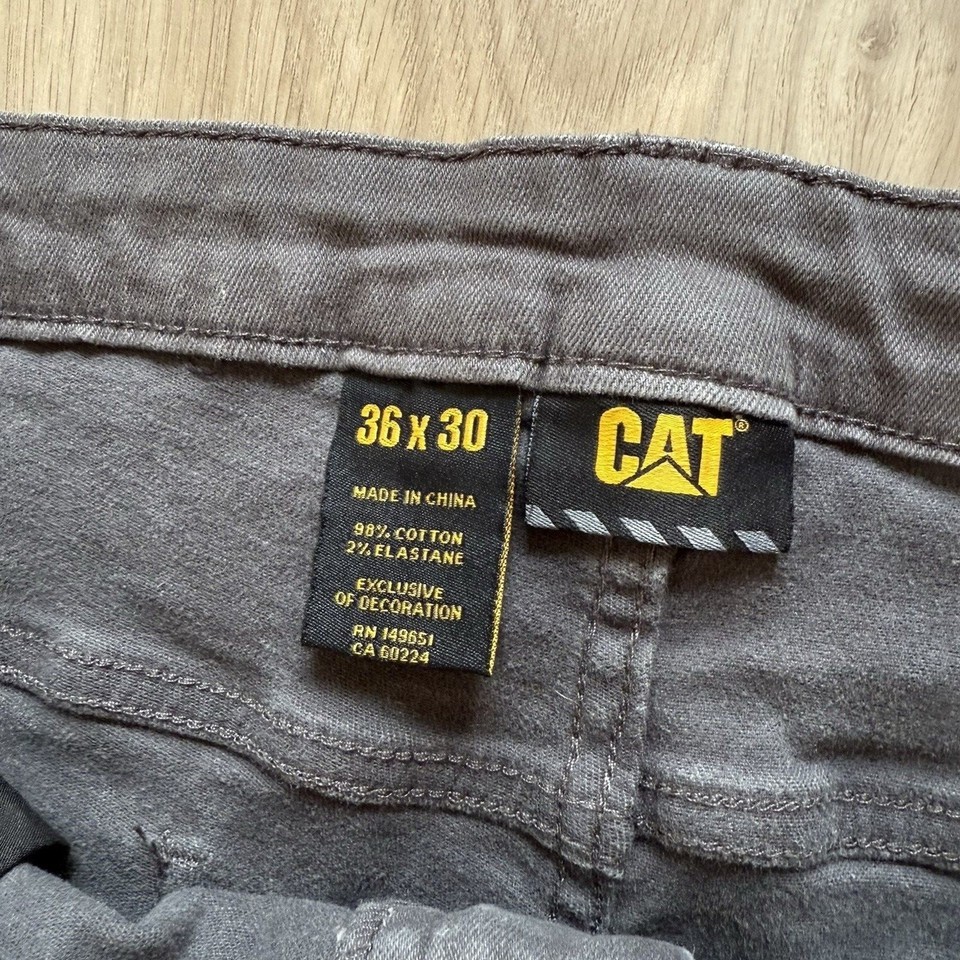 36 X 30
MADE IN CHINA
98% COTTON
2% ELASTANE
EXCLUSIVE
OF DECORATION
RN 149651
CA 60224
CAT®